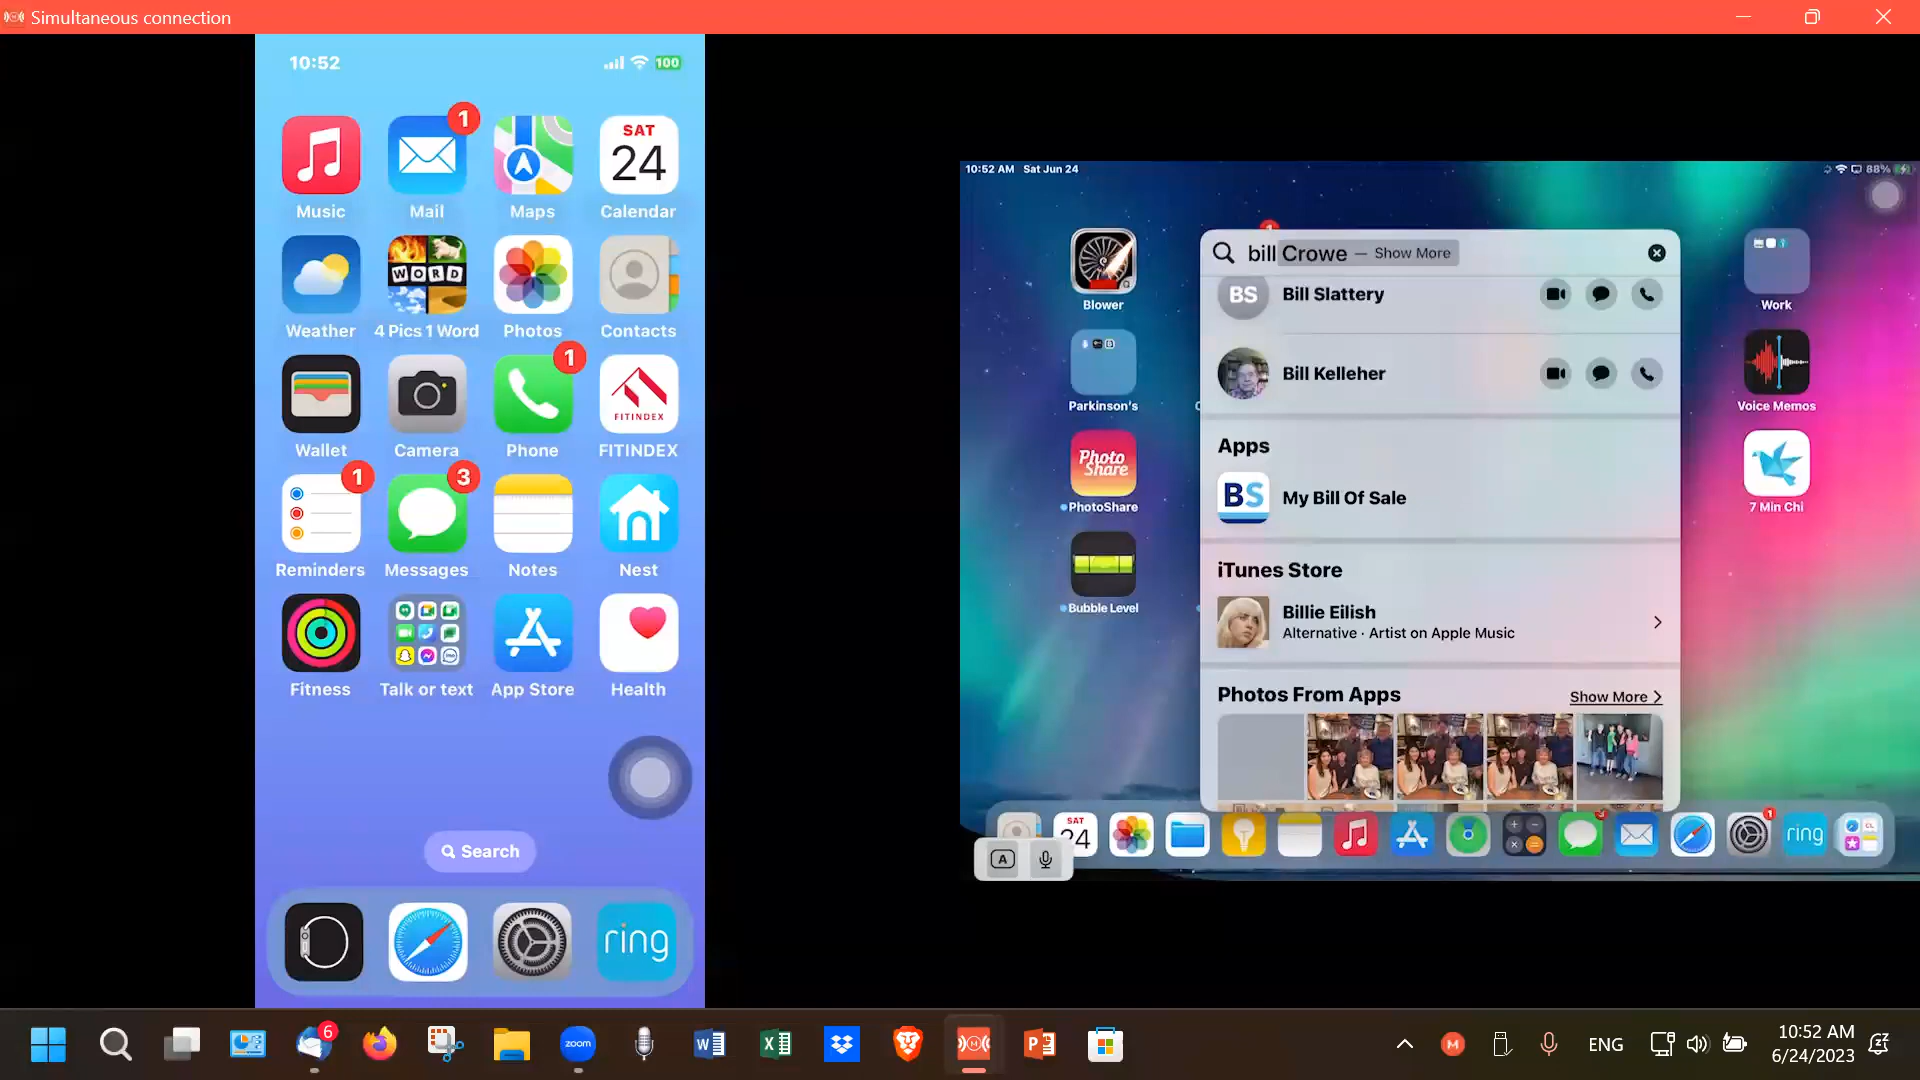 Simultaneous connection
10:52
100
1
SAT
24
Music
Mail
Maps
Calendar
WORD
Weather
4 Pics 1 Word
Photos
Contacts
1
FITINDEX
Wallet
Camera
Phone
FITINDEX
1
3
Reminders
Messages
Notes
Nest
Fitness
Talk or text
App Store
Health
Search
ring
10:52 AM Sat Jun 24
88%
Blower
Parkinson's
Photo
Share
PhotoShare
Bubble Level
1
bill Crowe — Show More
BS
Bill Slattery
Bill Kelleher
Apps
BS
My Bill Of Sale
iTunes Store
Billie Eilish
Alternative · Artist on Apple Music
Photos From Apps
Show More
Work
Voice Memos
7 Min Chi
SAT
24
3
1
ring
A
6
zoom
W
X
P
M
ENG
10:52 AM
6/24/2023